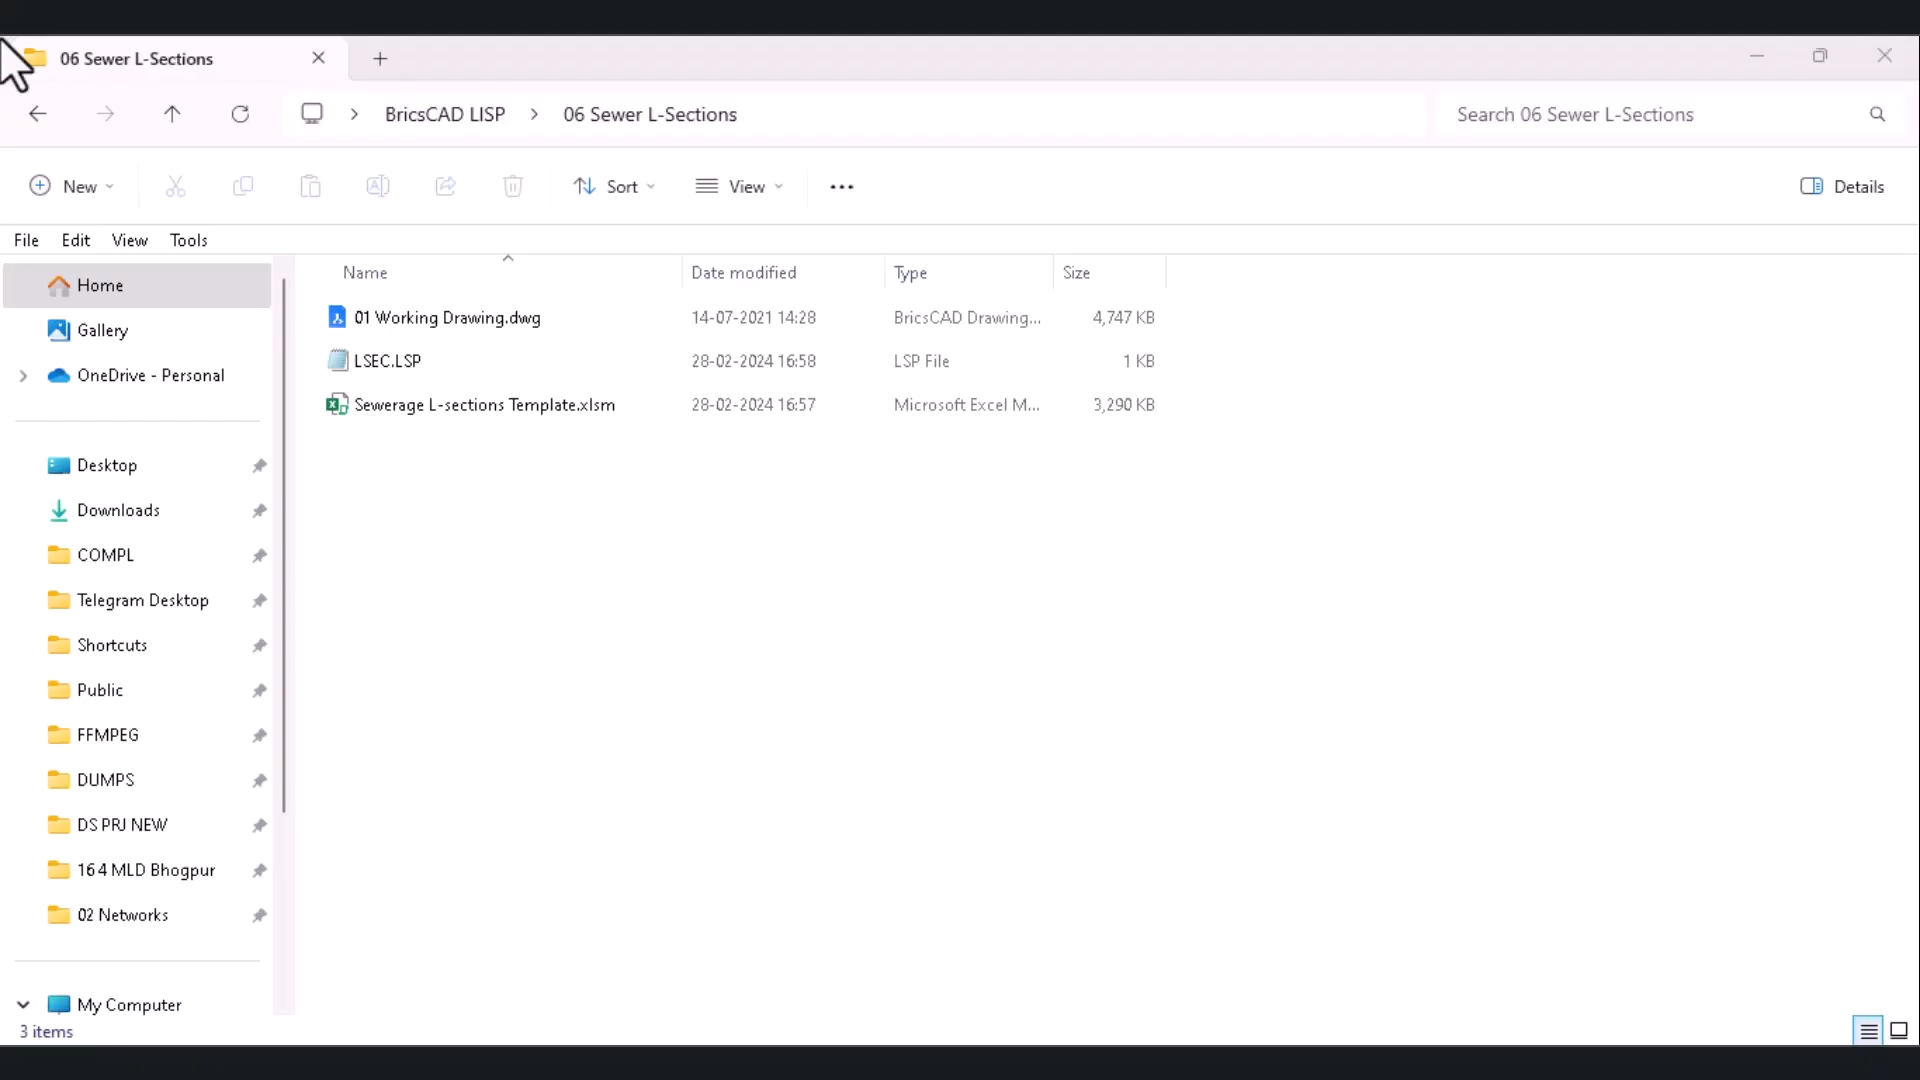 06 Sewer L-Sections
BricsCAD LISP > 06 Sewer L-Sections
Search 06 Sewer L-Sections
New
Sort
View
Details
File Edit View Tools
Name Date modified Type Size
01 Working Drawing.dwg 14-07-2021 14:28 BricsCAD Drawing... 4,747 KB
LSEC.LSP 28-02-2024 16:58 LSP File 1 KB
Sewerage L-sections Template.xlsm 28-02-2024 16:57 Microsoft Excel M... 3,290 KB
Home
Gallery
OneDrive - Personal
Desktop
Downloads
COMPL
Telegram Desktop
Shortcuts
Public
FFMPEG
DUMPS
DS PRJ NEW
16 4 MLD Bhogpur
02 Networks
My Computer
3 items